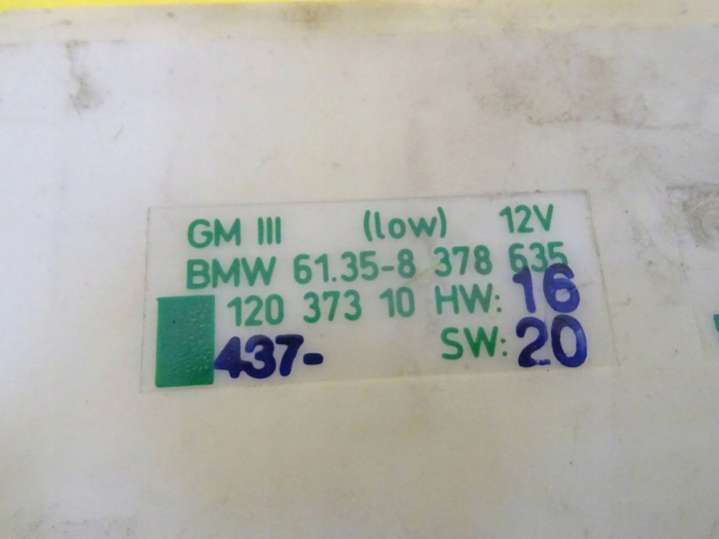 GM III (low) 12V
BMW 61.35-8 378 635
120 373 10 HW: 16
437- SW: 20